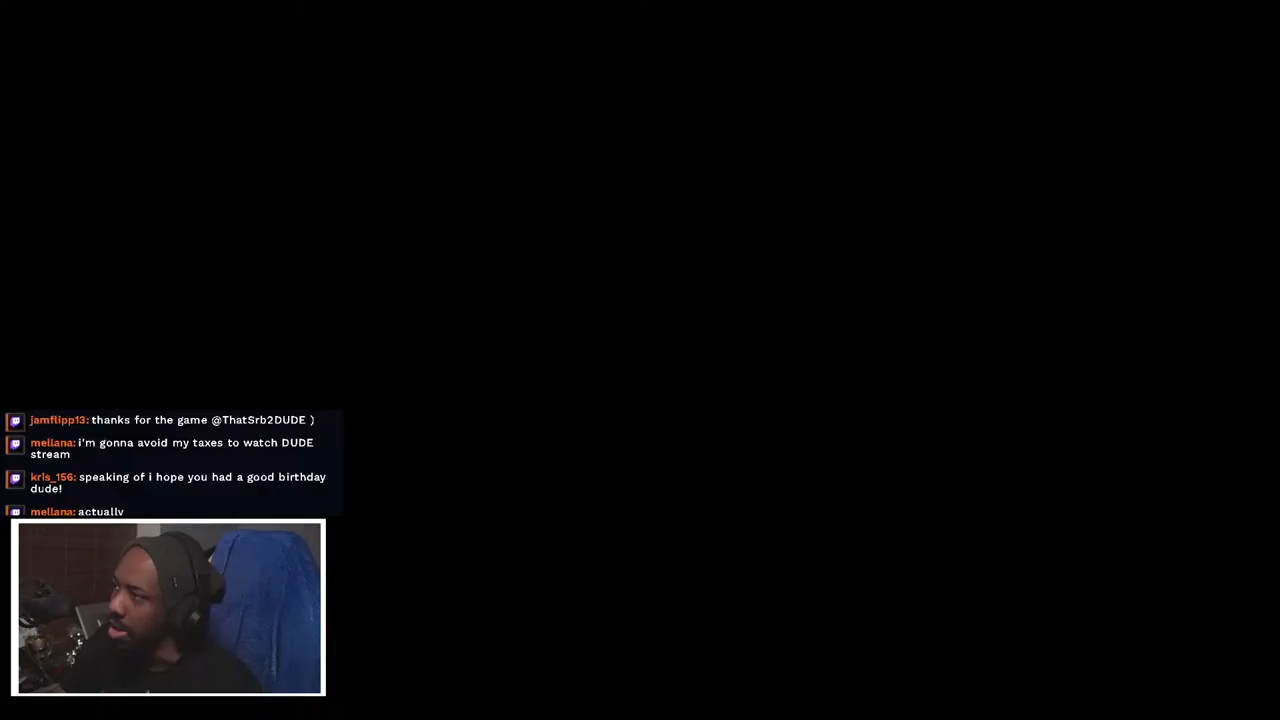 jamflipp13: thanks for the game @ThatSrb2DUDE )
mellana: i'm gonna avoid my taxes to watch DUDE
stream
kris_156: speaking of i hope you had a good birthday
dude!
mellana: actually